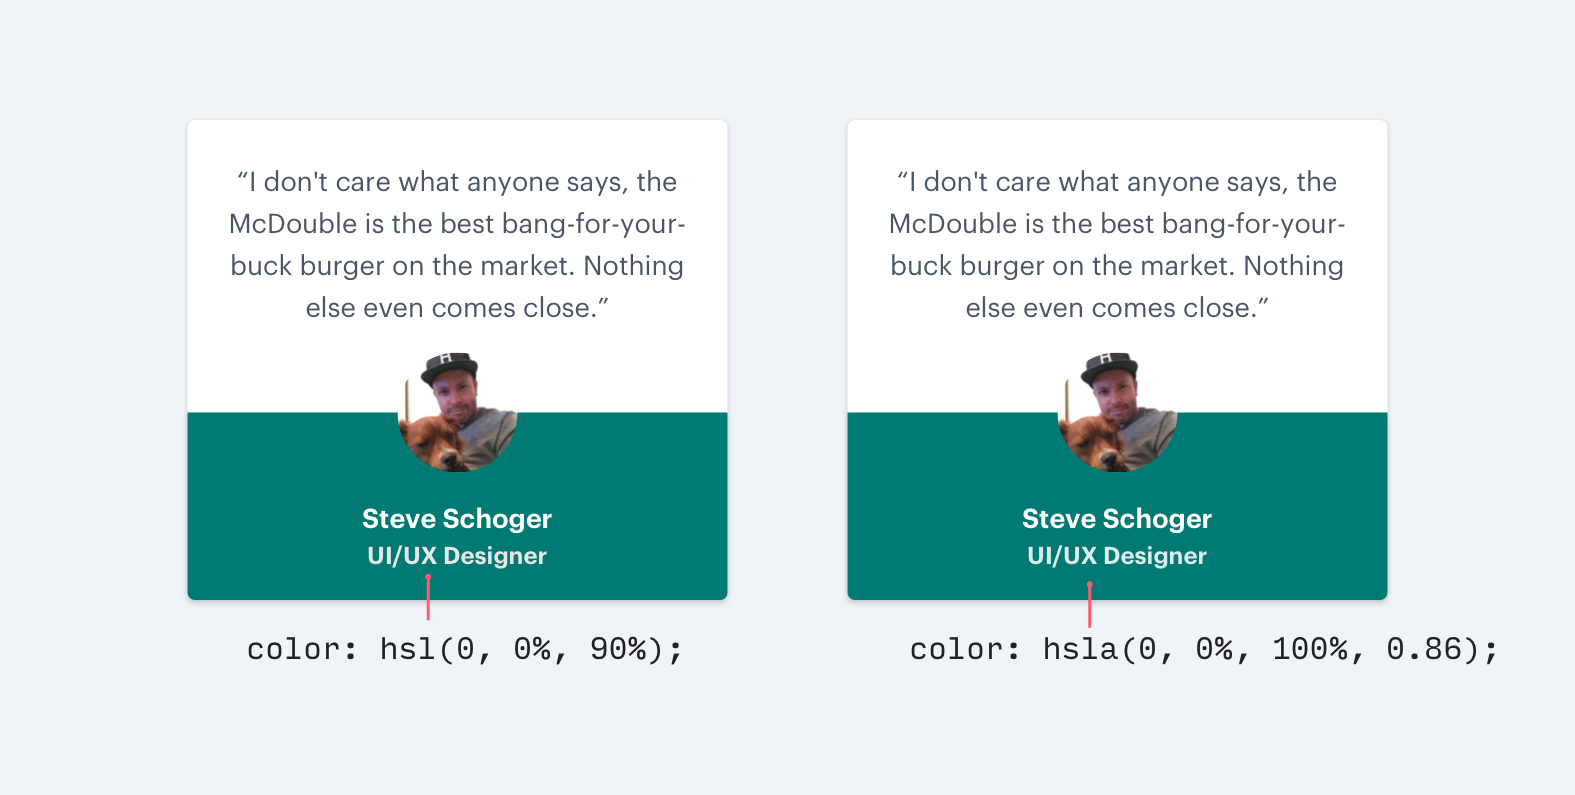 “I don't care what anyone says, the
McDouble is the best bang-for-your-
buck burger on the market. Nothing
else even comes close.”
H
Steve Schoger
UI/UX Designer
color: hsl(0, 0%, 90%);
“I don't care what anyone says, the
McDouble is the best bang-for-your-
buck burger on the market. Nothing
else even comes close.”
H
Steve Schoger
UI/UX Designer
color: hsla(0, 0%, 100%, 0.86);